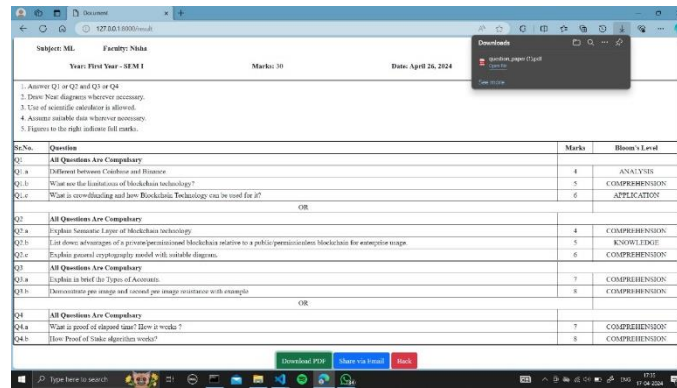 Document
127.0.0.1:8000/result
Downloads
question_paper (1).pdf
Open file
See more
Subject: ML Faculty: Nisha
Year: First Year - SEM I Marks: 30 Date: April 26, 2024
1. Answer Q1 or Q2 and Q3 or Q4
2. Draw Neat diagrams wherever necessary.
3. Use of scientific calculator is allowed.
4. Assume suitable data wherever necessary.
5. Figures to the right indicate full marks.
Sr.No. Question Marks Bloom's Level
Q1 All Questions Are Compulsary
Q1.a Different between Coinbase and Binance 4 ANALYSIS
Q1.b What are the limitations of blockchain technology? 5 COMPREHENSION
Q1.c What is crowdfunding and how Blockchain Technology can be used for it? 6 APPLICATION
OR
Q2 All Questions Are Compulsary
Q2.a Explain Semantic Layer of blockchain technology 4 COMPREHENSION
Q2.b List down advantages of a private/permissioned blockchain relative to a public/permissionless blockchain for enterprise usage. 5 KNOWLEDGE
Q2.c Explain general cryptography model with suitable diagram. 6 COMPREHENSION
Q3 All Questions Are Compulsary
Q3.a Explain in brief the Types of Accounts. 7 COMPREHENSION
Q3.b Demonstrate pre image and second pre image resistance with example 8 COMPREHENSION
OR
Q4 All Questions Are Compulsary
Q4.a What is proof of elapsed time? How it works ? 7 COMPREHENSION
Q4.b How Proof of Stake algorithm works? 8 COMPREHENSION
Download PDF Share via Email Back
Type here to search
ENG
17:35
17-04-2024